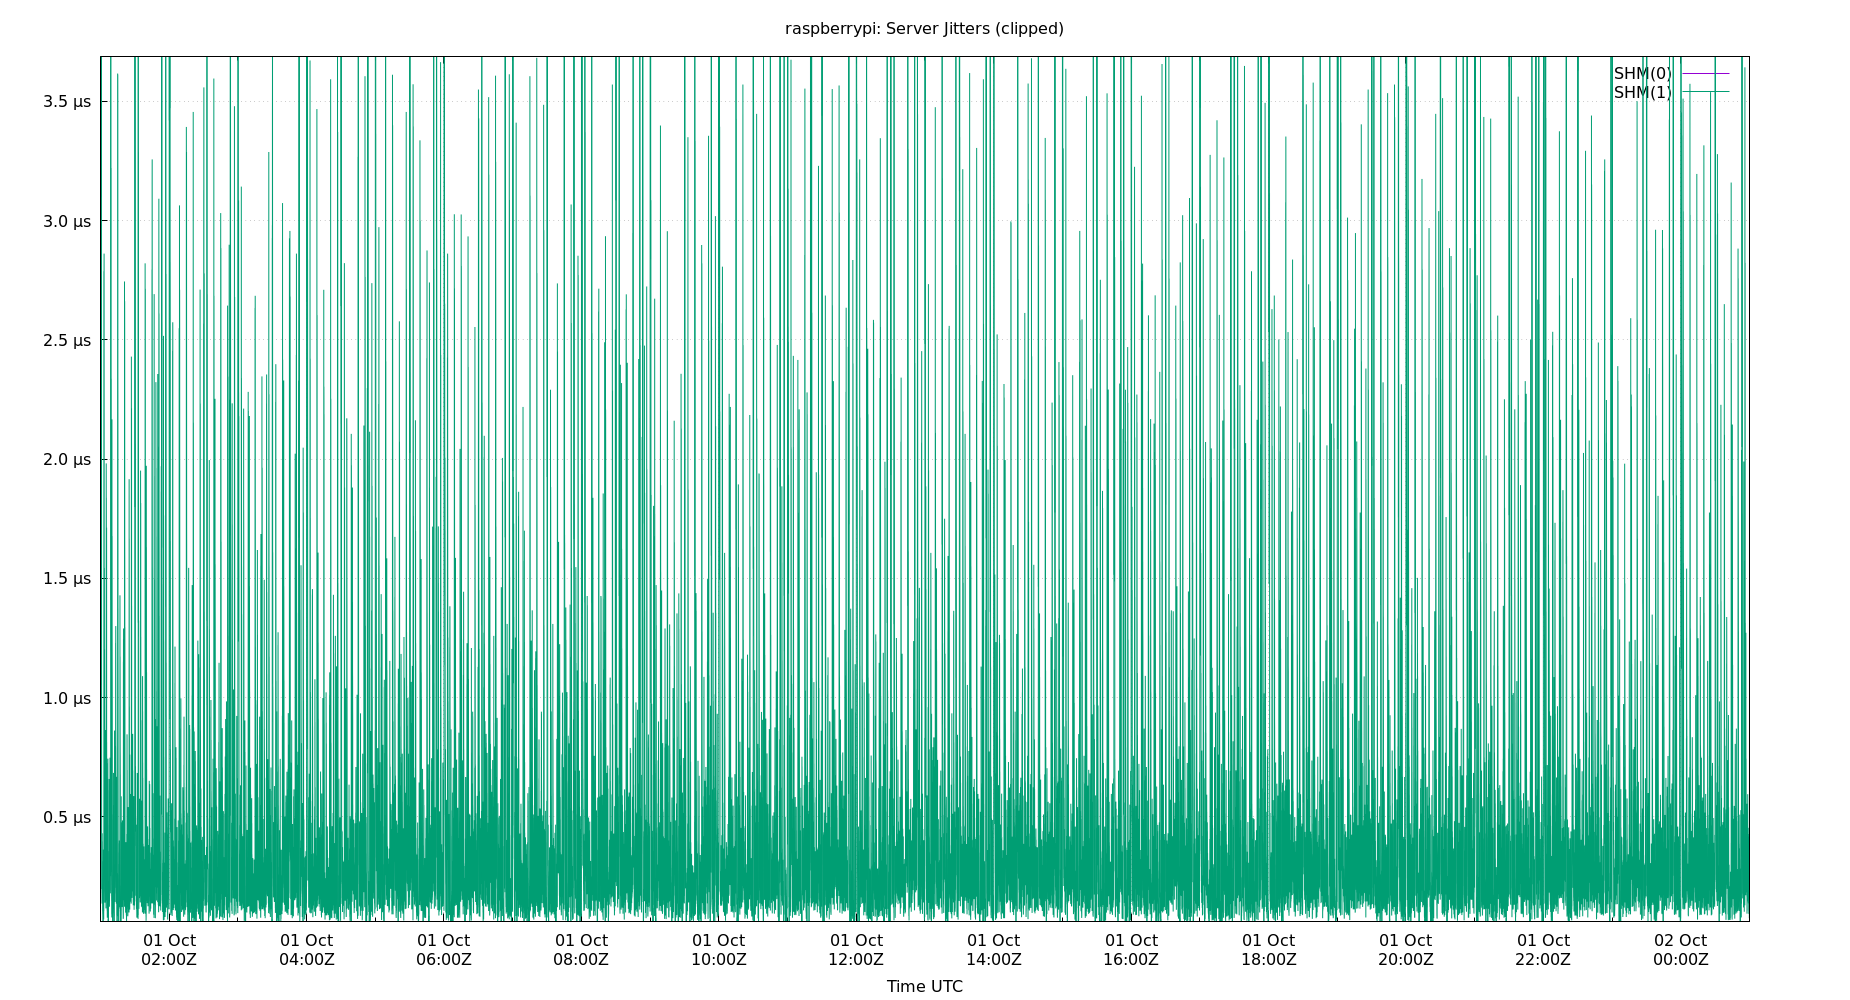 raspberrypi: Server Jitters (clipped)
SHM(0)
SHM(1)
3.5 µs
3.0 µs
2.5 µs
2.0 µs
1.5 µs
1.0 µs
0.5 µs
01 Oct 01 Oct 01 Oct 01 Oct 01 Oct 01 Oct 01 Oct 01 Oct 01 Oct 01 Oct 01 Oct 02 Oct
02:00Z 04:00Z 06:00Z 08:00Z 10:00Z 12:00Z 14:00Z 16:00Z 18:00Z 20:00Z 22:00Z 00:00Z
Time UTC